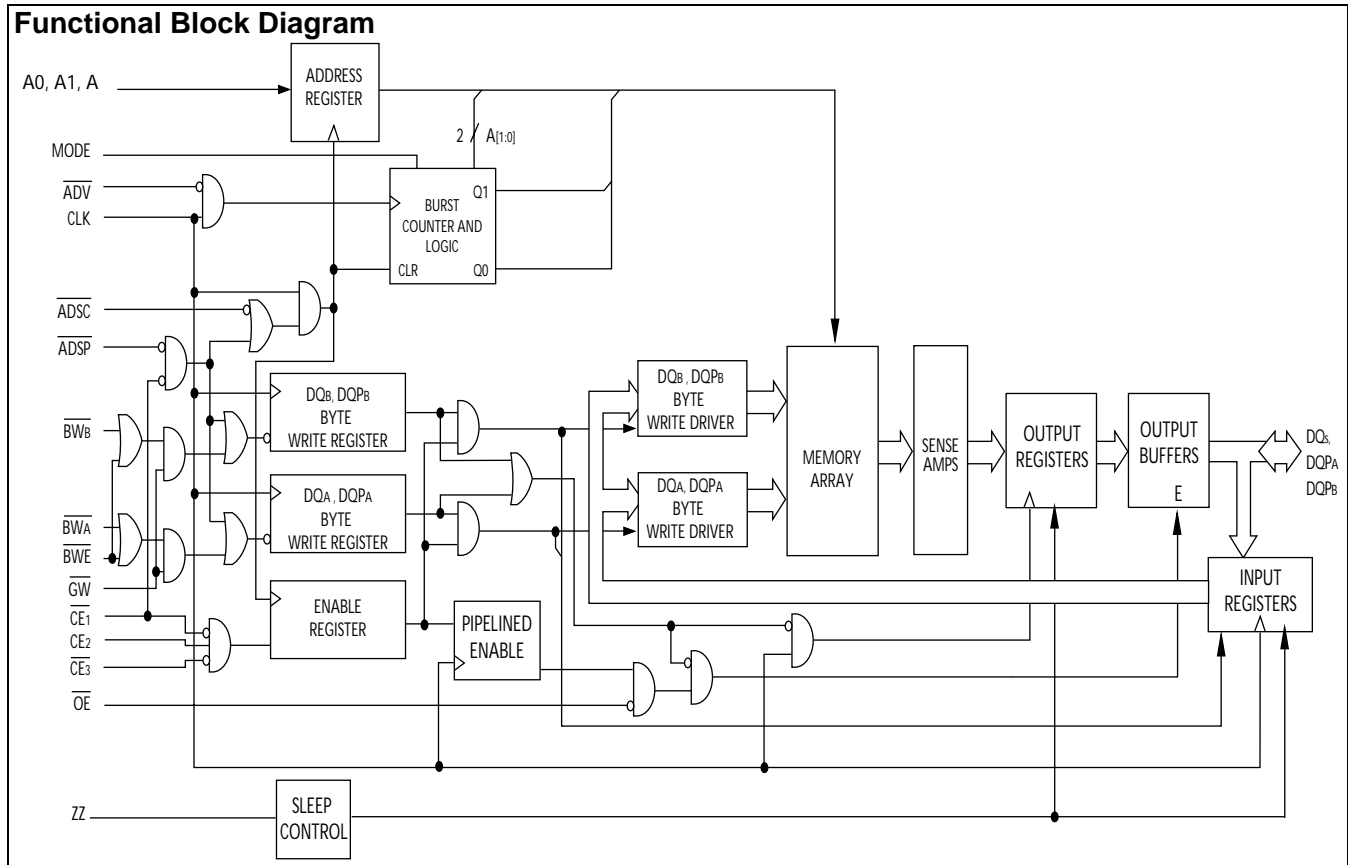 Functional Block Diagram
A0, A1, A
ADDRESS
REGISTER
MODE
2
A[1:0]
ADV
CLK
BURST
COUNTER AND
LOGIC
Q1
CLR
Q0
ADSC
ADSP
BWB
BWA
BWE
GW
CE1
CE2
CE3
OE
ZZ
DQB, DQPB
BYTE
WRITE REGISTER
DQA, DQPA
BYTE
WRITE REGISTER
ENABLE
REGISTER
PIPELINED
ENABLE
DQB, DQPB
BYTE
WRITE DRIVER
DQA, DQPA
BYTE
WRITE DRIVER
MEMORY
ARRAY
SENSE
AMPS
OUTPUT
REGISTERS
OUTPUT
BUFFERS
E
DQs,
DQPA
DQPB
INPUT
REGISTERS
SLEEP
CONTROL